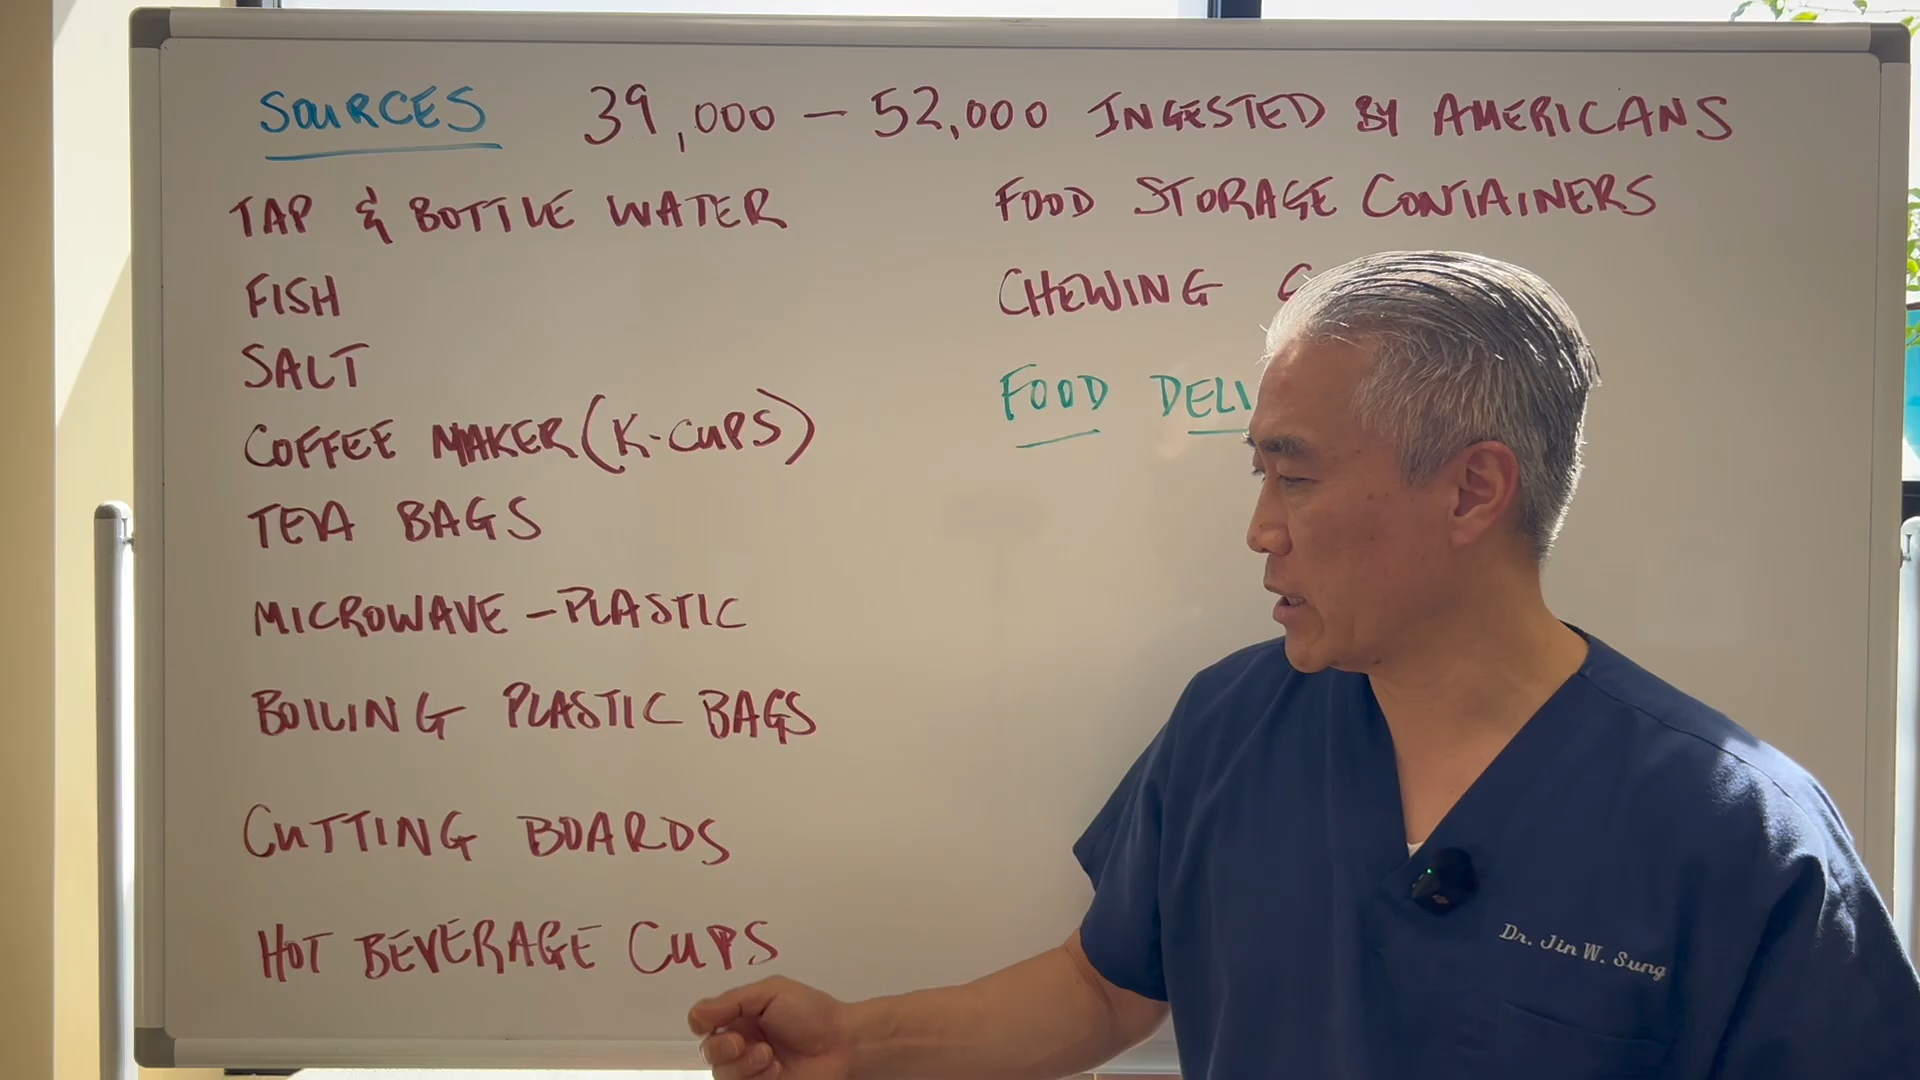 SOURCES 39,000 – 52,000 INGESTED BY AMERICANS
TAP & BOTTLE WATER
FISH
SALT
COFFEE MAKER (K-CUPS)
TEA BAGS
MICROWAVE – PLASTIC
BOILING PLASTIC BAGS
CUTTING BOARDS
HOT BEVERAGE CUPS
FOOD STORAGE CONTAINERS
CHEWING
FOOD
Dr. Jin W. Sung